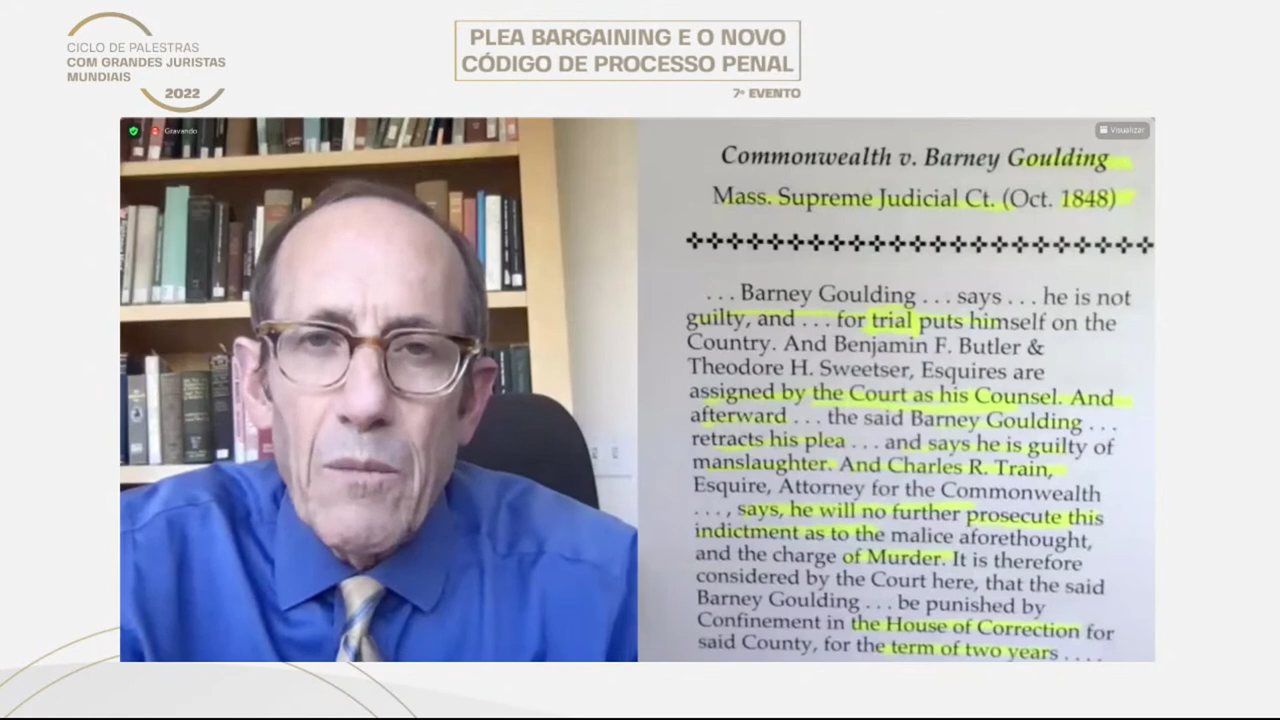 CICLO DE PALESTRAS
COM GRANDES JURISTAS
MUNDIAIS
2022
PLEA BARGAINING E O NOVO
CÓDIGO DE PROCESSO PENAL
7º EVENTO
Gravando
Visualizar
Commonwealth v. Barney Goulding
Mass. Supreme Judicial Ct. (Oct. 1848)
. . . Barney Goulding . . . says . . . he is not
guilty, and . . . for trial puts himself on the
Country. And Benjamin F. Butler &
Theodore H. Sweetser, Esquires are
assigned by the Court as his Counsel. And
afterward . . . the said Barney Goulding . . .
retracts his plea . . . and says he is guilty of
manslaughter. And Charles R. Train,
Esquire, Attorney for the Commonwealth
. . . , says, he will no further prosecute this
indictment as to the malice aforethought,
and the charge of Murder. It is therefore
considered by the Court here, that the said
Barney Goulding . . . be punished by
Confinement in the House of Correction for
said County, for the term of two years . . . .